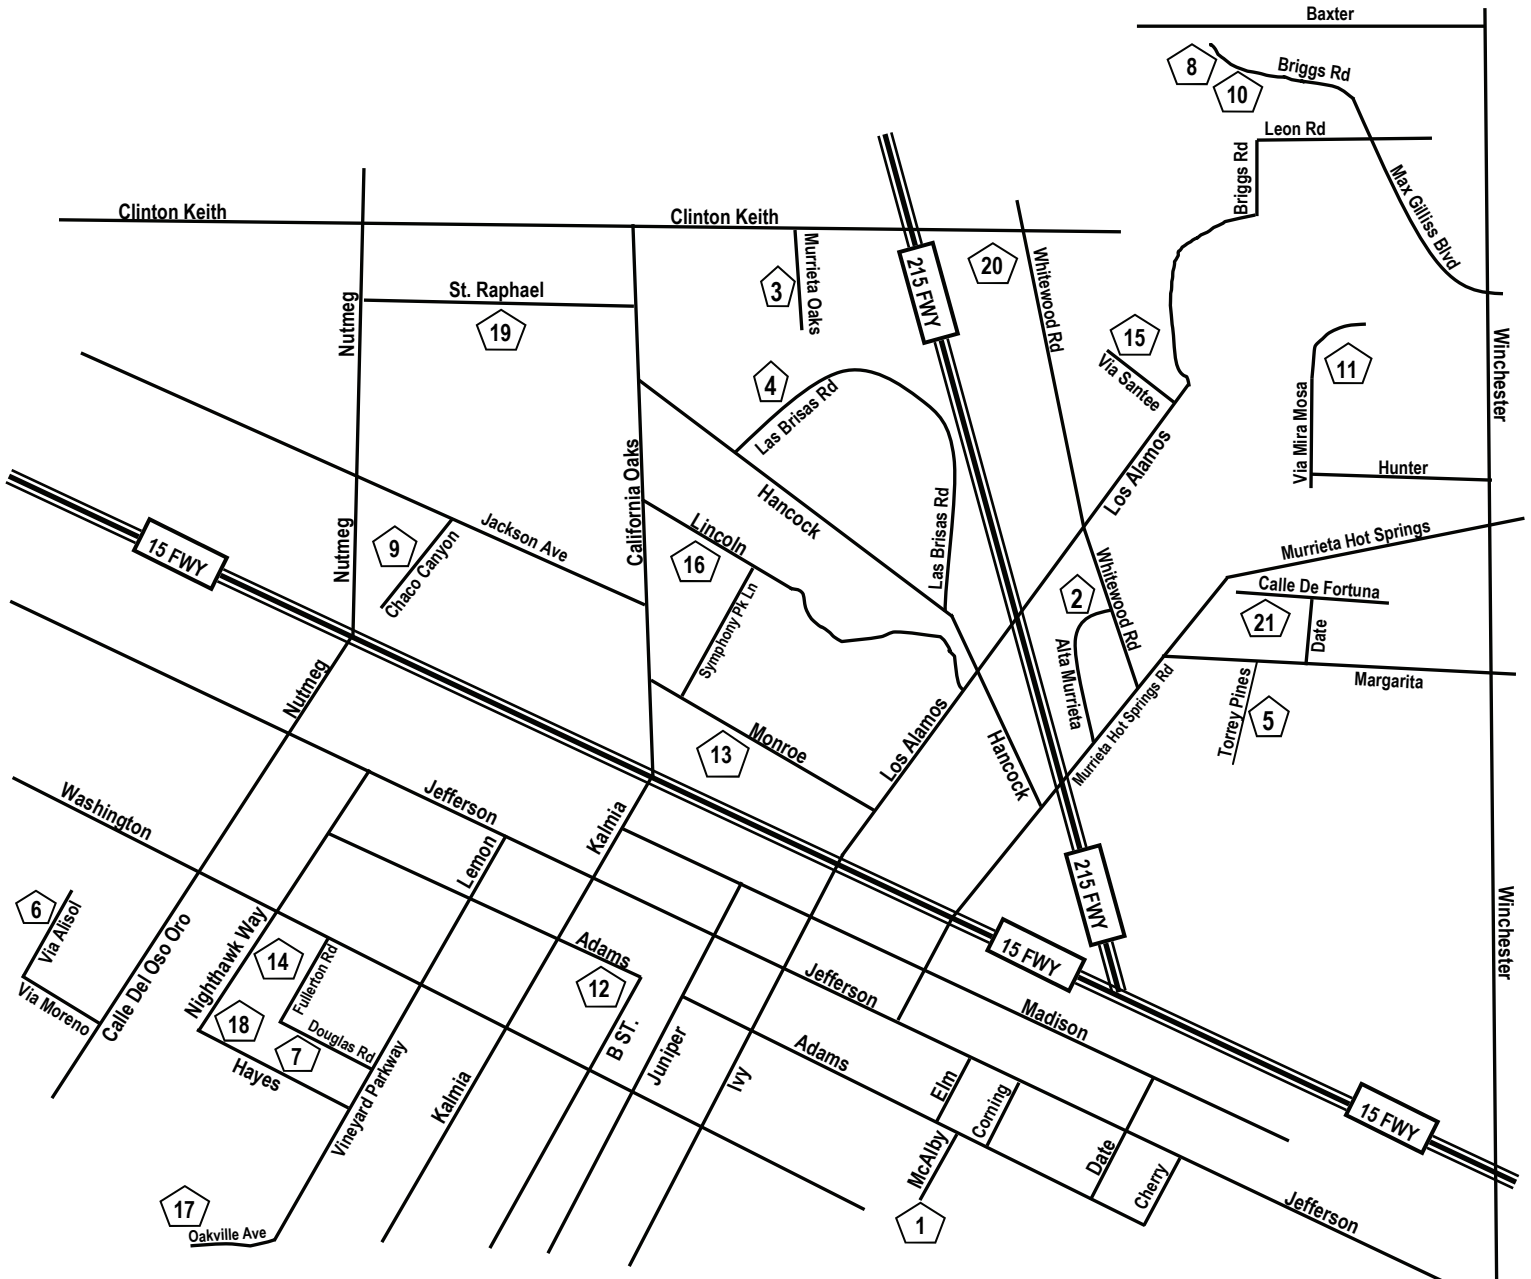 Baxter
8
Briggs Rd
10
Leon Rd
Briggs Rd
Max Gilliss Blvd
Clinton Keith
Clinton Keith
Murrieta Oaks
3
215 FWY
20
Whitewood Rd
St. Raphael
19
Nutmeg
15
Via Santee
11
Winchester
4
Las Brisas Rd
Via Mira Mosa
Hunter
Los Alamos
California Oaks
Hancock
Las Brisas Rd
Lincoln
Jackson Ave
Nutmeg
9
Chaco Canyon
15 FWY
16
Symphony Pk Ln
Murrieta Hot Springs
Whitewood Rd
2
Calle De Fortuna
21
Date
Alta Murrieta
Margarita
Torrey Pines
5
Murrieta Hot Springs Rd
Nutmeg
13
Monroe
Los Alamos
Hancock
Washington
Jefferson
Kalmia
Lemon
215 FWY
6
Via Alisol
Via Moreno
Calle Del Oso Oro
Nighthawk Way
14
Fullerton Rd
18
7
Douglas Rd
Hayes
Vineyard Parkway
Adams
12
B ST.
Juniper
Ivy
Kalmia
Jefferson
15 FWY
Madison
Adams
Elm
Corning
McAlby
1
Date
Cherry
15 FWY
Winchester
Jefferson
17
Oakville Ave